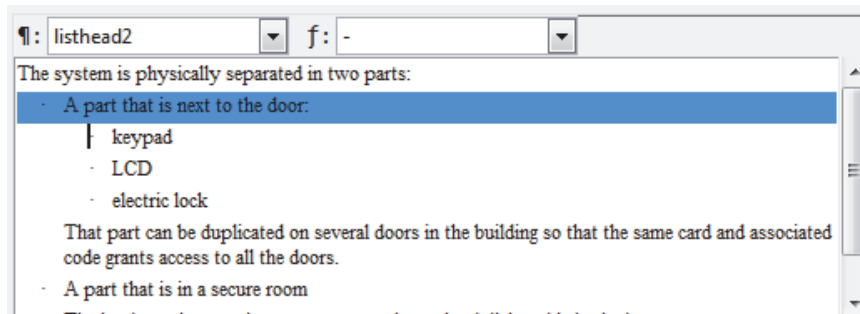 ¶: listhead2 ƒ: -
The system is physically separated in two parts:
· A part that is next to the door:
· keypad
· LCD
· electric lock
That part can be duplicated on several doors in the building so that the same card and associated
code grants access to all the doors.
· A part that is in a secure room